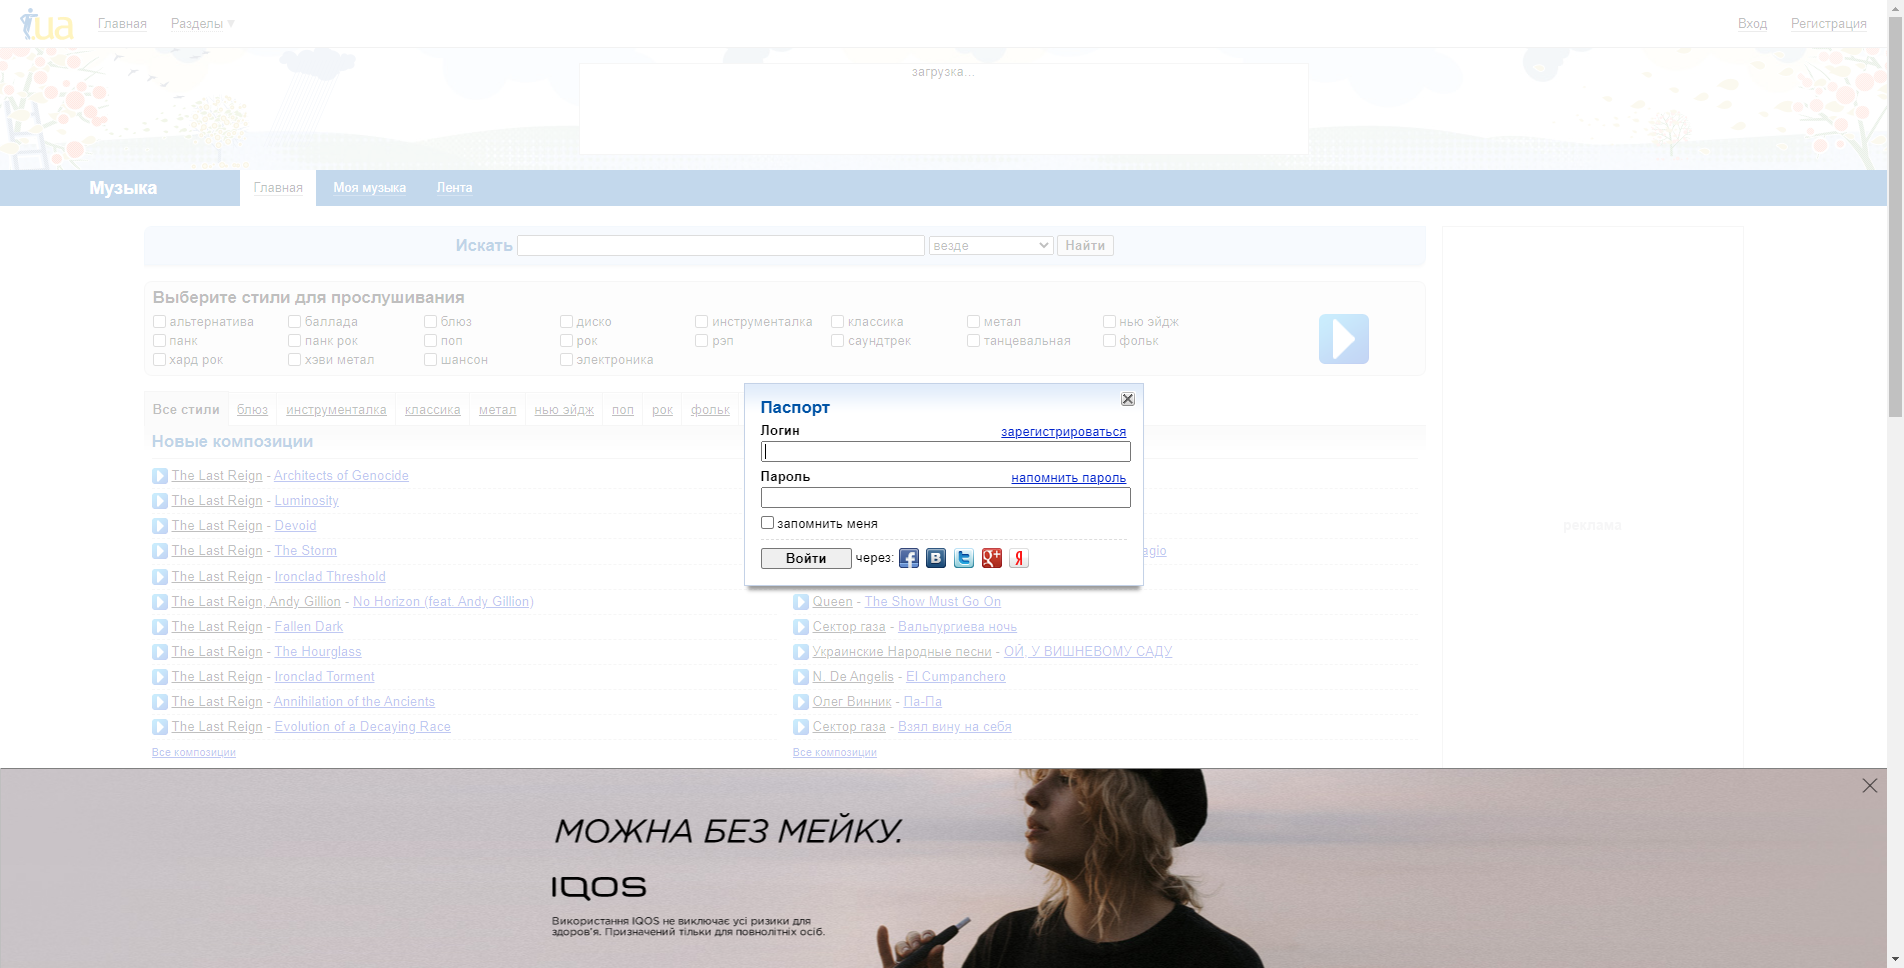 i.ua Главная Разделы ▾ Вход Регистрация
загрузка...
Музыка Главная Моя музыка Лента
Искать везде Найти
Выберите стили для прослушивания
альтернатива баллада блюз диско инструменталка классика метал нью эйдж
панк панк рок поп рок рэп саундтрек танцевальная фольк
хард рок хэви метал шансон электроника
Все стили блюз инструменталка классика метал нью эйдж поп рок фольк
Новые композиции
The Last Reign - Architects of Genocide
The Last Reign - Luminosity
The Last Reign - Devoid
The Last Reign - The Storm
The Last Reign - Ironclad Threshold
The Last Reign, Andy Gillion - No Horizon (feat. Andy Gillion)
The Last Reign - Fallen Dark
The Last Reign - The Hourglass
The Last Reign - Ironclad Torment
The Last Reign - Annihilation of the Ancients
The Last Reign - Evolution of a Decaying Race
Все композиции
agio
Queen - The Show Must Go On
Сектор газа - Вальпургиева ночь
Украинские Народные песни - ОЙ, У ВИШНЕВОМУ САДУ
N. De Angelis - El Cumpanchero
Олег Винник - Па-Па
Сектор газа - Взял вину на себя
Все композиции
реклама
Паспорт
Логин зарегистрироваться
Пароль напомнить пароль
запомнить меня
Войти через: f B t g+ Я
МОЖНА БЕЗ МЕЙКУ.
IQOS
Використання IQOS не виключає усі ризики для
здоров'я. Призначений тільки для повнолітніх осіб.